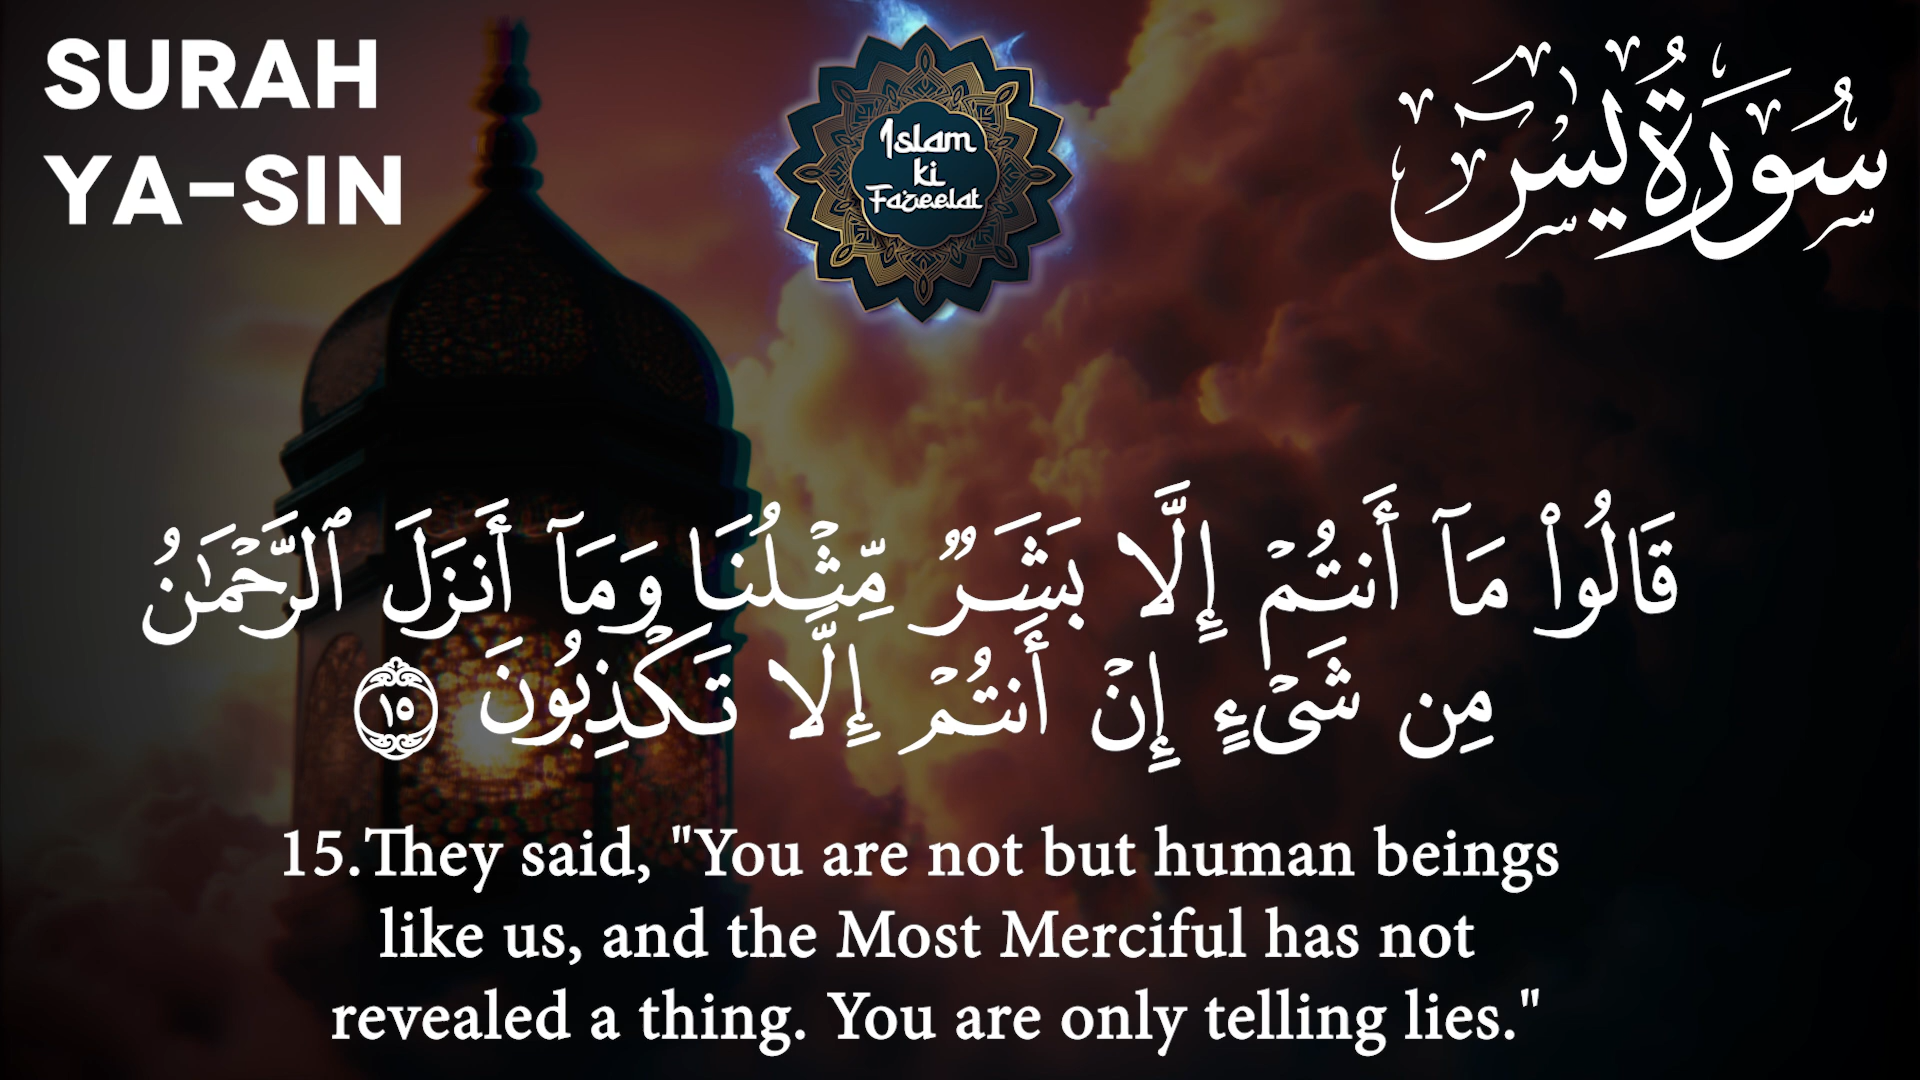 SURAH
YA-SIN
Islam
ki
Fazeelat
سُورَةُ يسٓ
قَالُوا۟ مَآ أَنتُمْ إِلَّا بَشَرٌ مِّثْلُنَا وَمَآ أَنزَلَ ٱلرَّحْمَـٰنُ
مِن شَىْءٍ إِنْ أَنتُمْ إِلَّا تَكْذِبُونَ ١٥
15.They said, "You are not but human beings
like us, and the Most Merciful has not
revealed a thing. You are only telling lies."